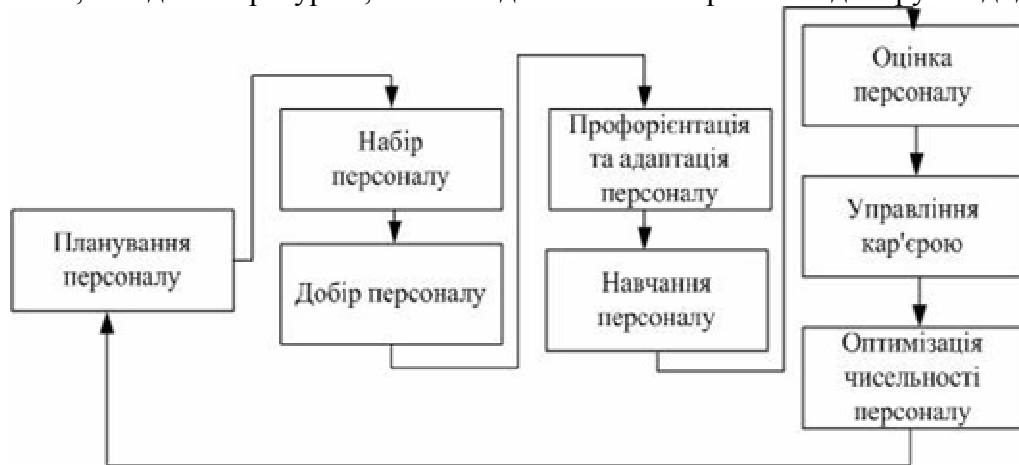 Планування
персоналу
Набір
персоналу
Добір персоналу
Профорієнтація
та адаптація
персоналу
Навчання
персоналу
Оцінка
персоналу
Управління
кар'єрою
Оптимізація
чисельності
персоналу